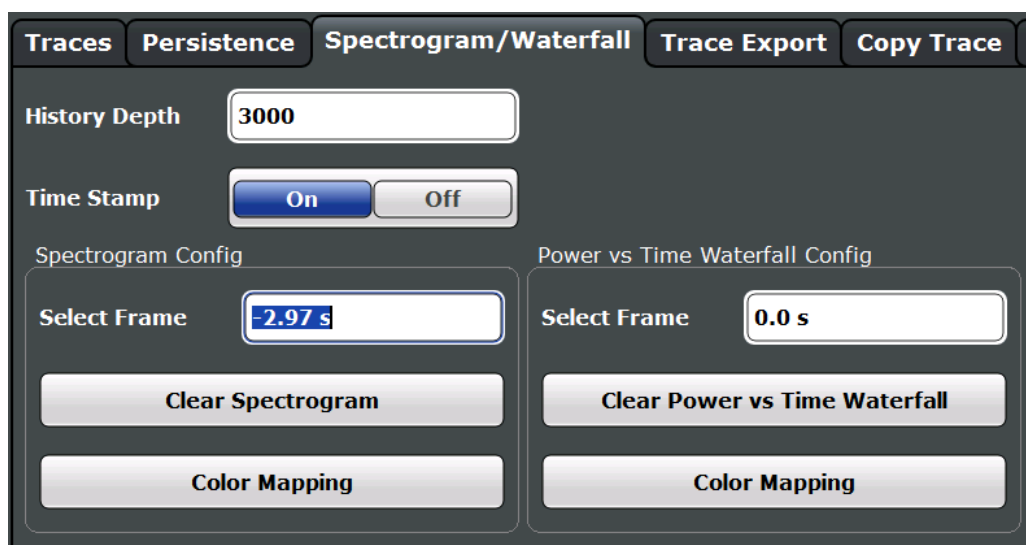 Traces Persistence Spectrogram/Waterfall Trace Export Copy Trace
History Depth 3000
Time Stamp On Off
Spectrogram Config Power vs Time Waterfall Config
Select Frame -2.97 s Select Frame 0.0 s
Clear Spectrogram Clear Power vs Time Waterfall
Color Mapping Color Mapping